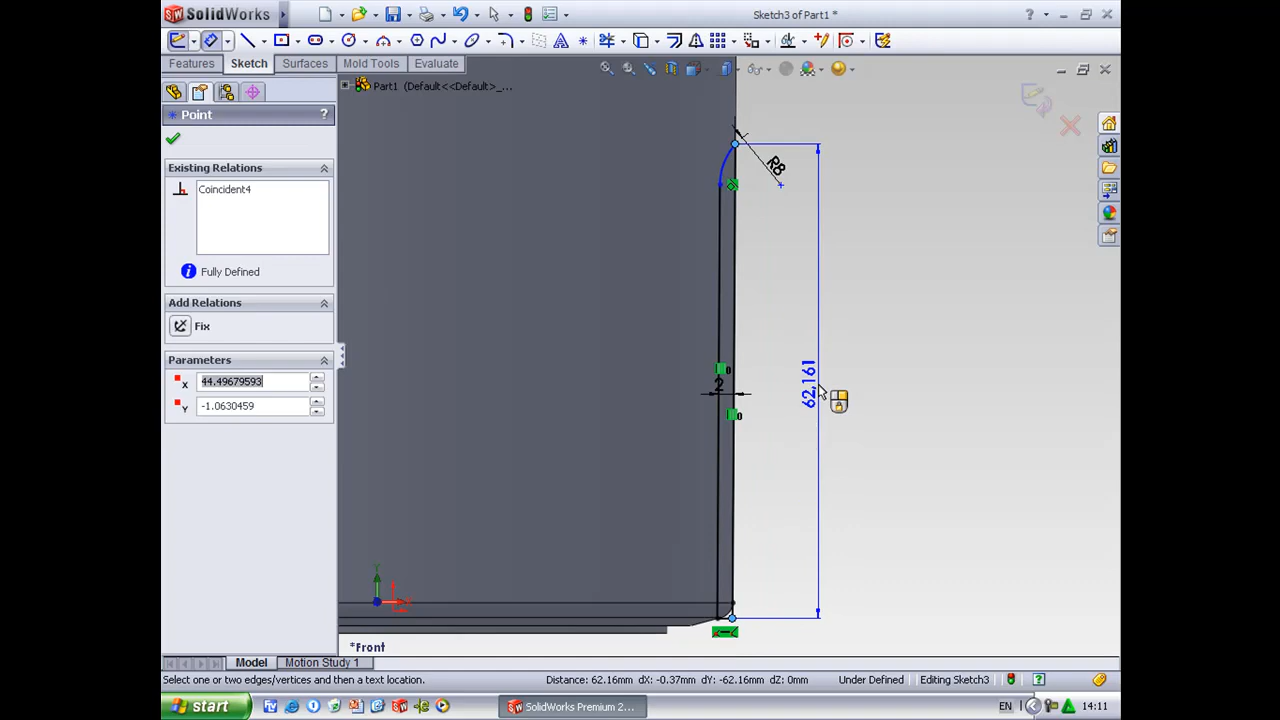 SolidWorks
Sketch3 of Part1 *
Features
Sketch
Surfaces
Mold Tools
Evaluate
Part1 (Default<<Default>_...
Point
?
Existing Relations
Coincident4
Fully Defined
Add Relations
Fix
Parameters
X
44.49679593
Y
-1.0630459
R8
62,161
2
*Front
Model
Motion Study 1
Select one or two edges/vertices and then a text location.
Distance: 62.16mm dX: -0.37mm dY: -62.16mm dZ: 0mm
Under Defined
Editing Sketch3
start
SolidWorks Premium 2...
EN
14:11